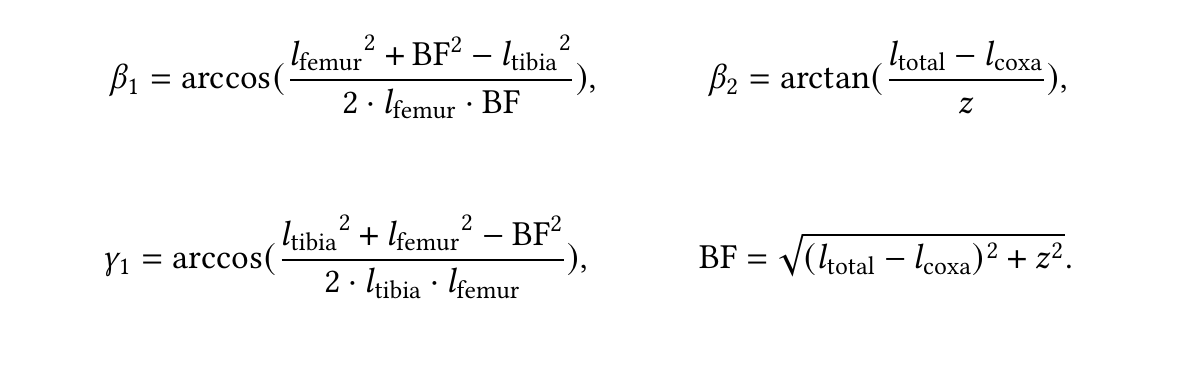 β₁ = arccos( (l_femur² + BF² − l_tibia²) / (2 · l_femur · BF) ), β₂ = arctan( (l_total − l_coxa) / z ),
γ₁ = arccos( (l_tibia² + l_femur² − BF²) / (2 · l_tibia · l_femur) ), BF = √((l_total − l_coxa)² + z²).